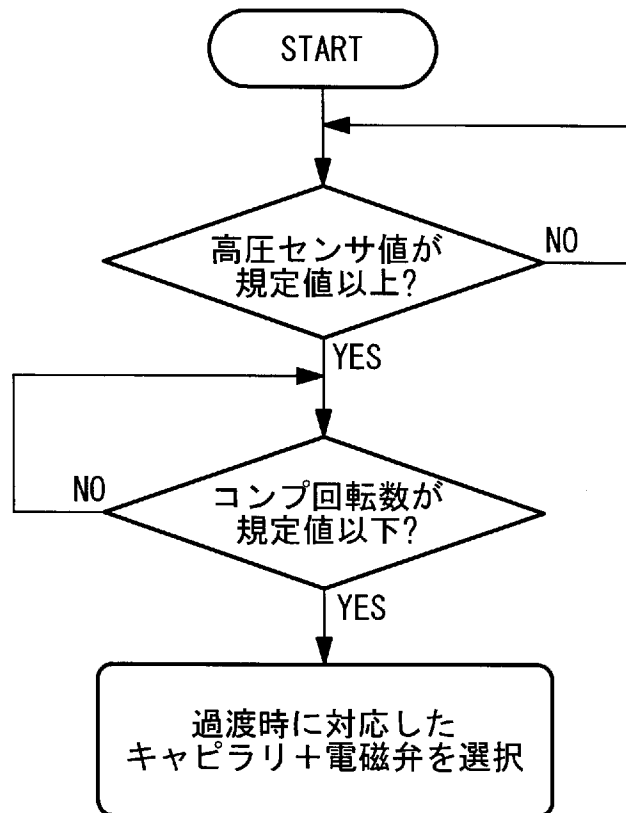 START
高圧センサ値が
規定値以上?
NO
YES
コンプ回転数が
規定値以下?
NO
YES
過渡時に対応した
キャピラリ+電磁弁を選択